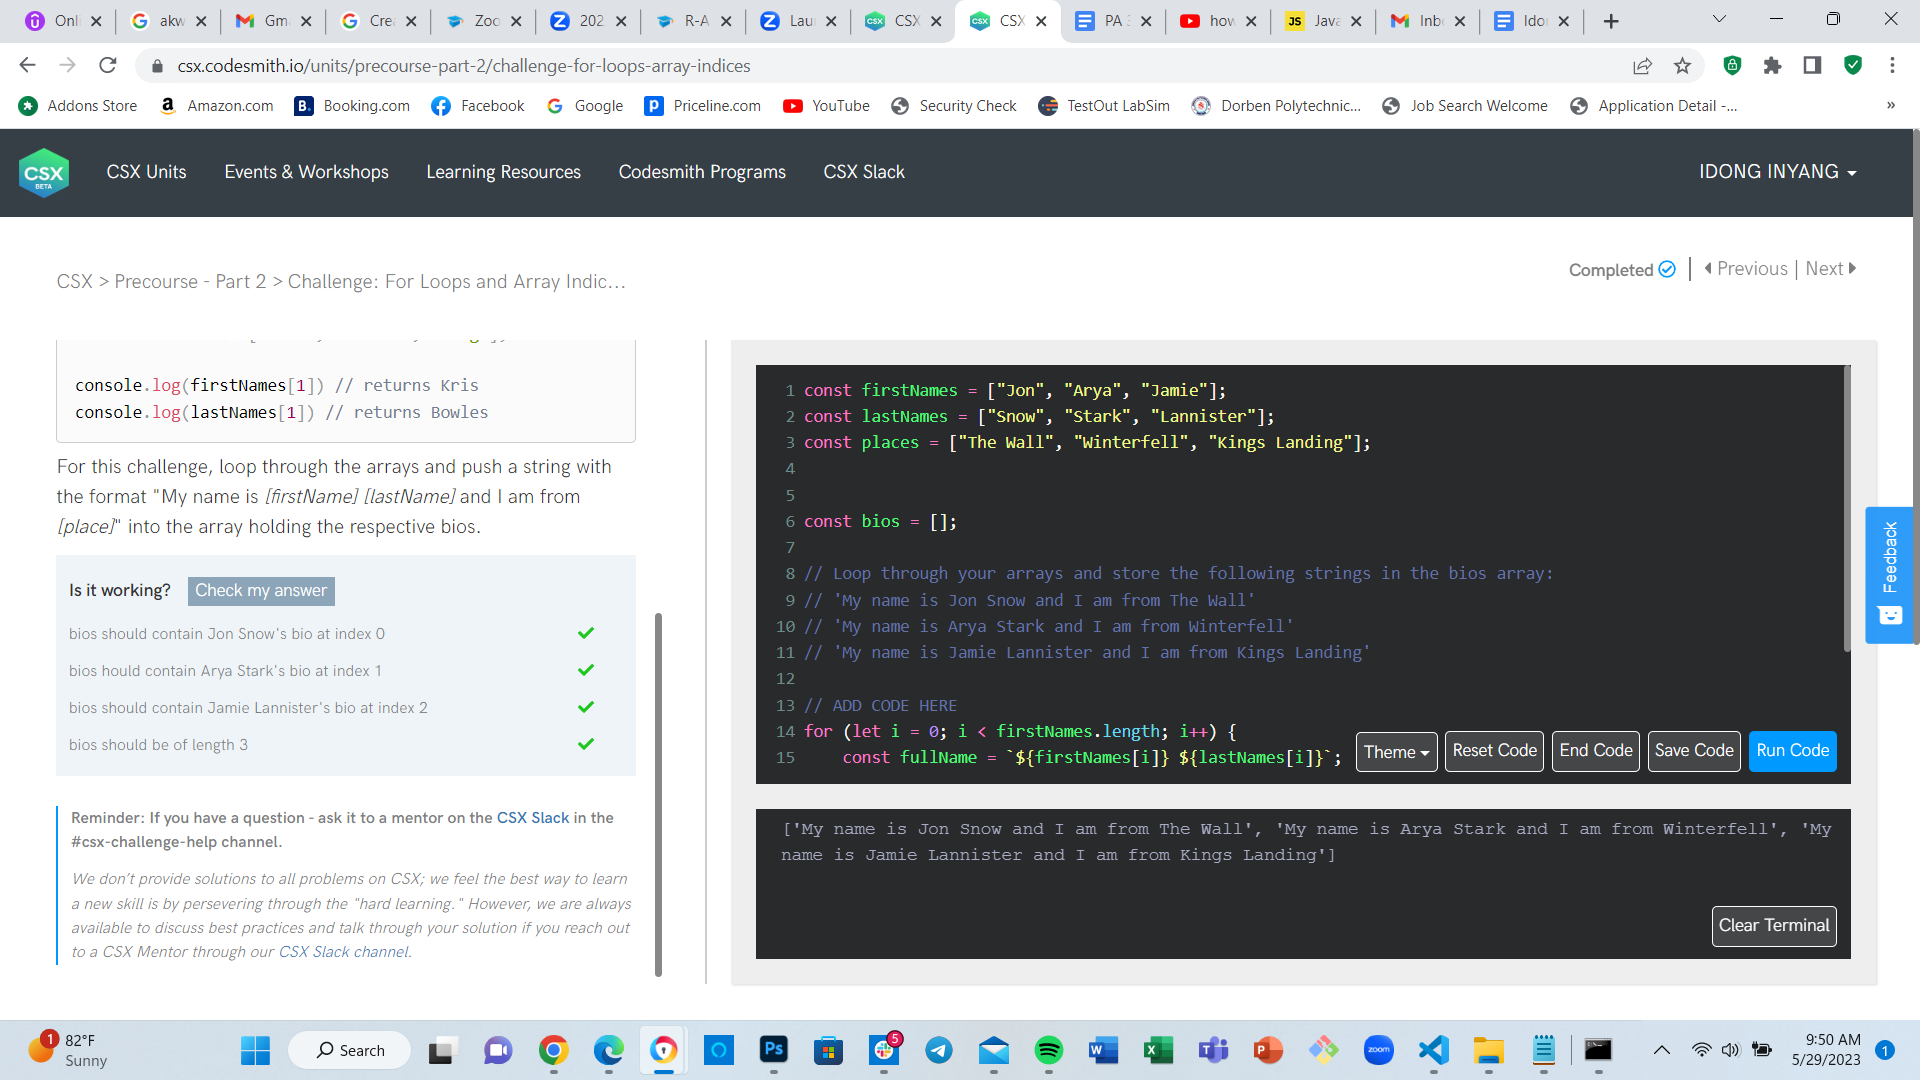 Onli
akw
Gma
Crea
Zoo
202
R-A
Lau
CSX
CSX
PA 3
how
JS Java
Inb
Ido
csx.codesmith.io/units/precourse-part-2/challenge-for-loops-array-indices
Addons Store
Amazon.com
Booking.com
Facebook
Google
Priceline.com
YouTube
Security Check
TestOut LabSim
Dorben Polytechnic...
Job Search Welcome
Application Detail -...
»
CSX
BETA
CSX Units
Events & Workshops
Learning Resources
Codesmith Programs
CSX Slack
IDONG INYANG
CSX > Precourse - Part 2 > Challenge: For Loops and Array Indic...
Completed
Previous | Next
console.log(firstNames[1]) // returns Kris
console.log(lastNames[1]) // returns Bowles
For this challenge, loop through the arrays and push a string with
the format "My name is [firstName] [lastName] and I am from
[place]" into the array holding the respective bios.
Is it working?
Check my answer
bios should contain Jon Snow's bio at index 0
bios hould contain Arya Stark's bio at index 1
bios should contain Jamie Lannister's bio at index 2
bios should be of length 3
Reminder: If you have a question - ask it to a mentor on the CSX Slack in the
#csx-challenge-help channel.
We don't provide solutions to all problems on CSX; we feel the best way to learn
a new skill is by persevering through the "hard learning." However, we are always
available to discuss best practices and talk through your solution if you reach out
to a CSX Mentor through our CSX Slack channel.
1 const firstNames = ["Jon", "Arya", "Jamie"];
2 const lastNames = ["Snow", "Stark", "Lannister"];
3 const places = ["The Wall", "Winterfell", "Kings Landing"];
4
5
6 const bios = [];
7
8 // Loop through your arrays and store the following strings in the bios array:
9 // 'My name is Jon Snow and I am from The Wall'
10 // 'My name is Arya Stark and I am from Winterfell'
11 // 'My name is Jamie Lannister and I am from Kings Landing'
12
13 // ADD CODE HERE
14 for (let i = 0; i < firstNames.length; i++) {
15 const fullName = `${firstNames[i]} ${lastNames[i]}`;
Theme
Reset Code
End Code
Save Code
Run Code
['My name is Jon Snow and I am from The Wall', 'My name is Arya Stark and I am from Winterfell', 'My
name is Jamie Lannister and I am from Kings Landing']
Clear Terminal
Feedback
1
82°F
Sunny
Search
Ps
5
zoom
9:50 AM
5/29/2023
1